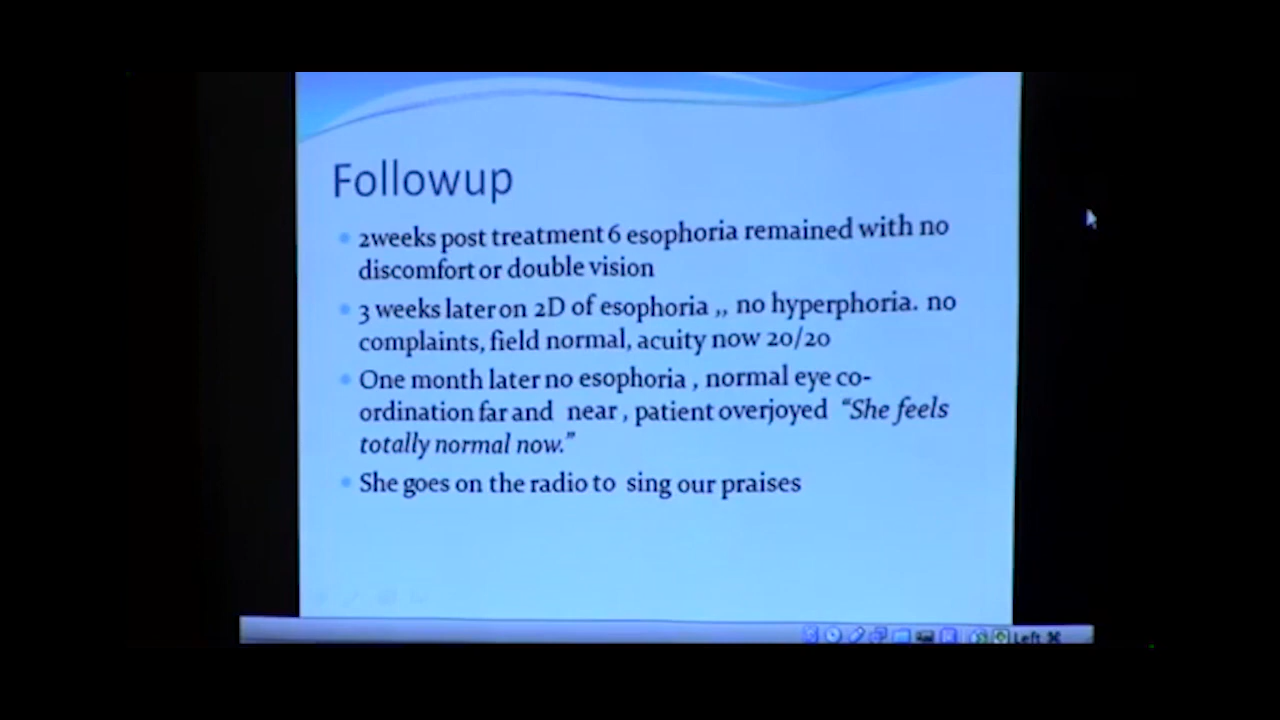 Followup
2weeks post treatment 6 esophoria remained with no
discomfort or double vision
3 weeks later on 2D of esophoria ,, no hyperphoria. no
complaints, field normal, acuity now 20/20
One month later no esophoria , normal eye co-
ordination far and near , patient overjoyed “She feels
totally normal now.”
She goes on the radio to sing our praises
Left ⌘